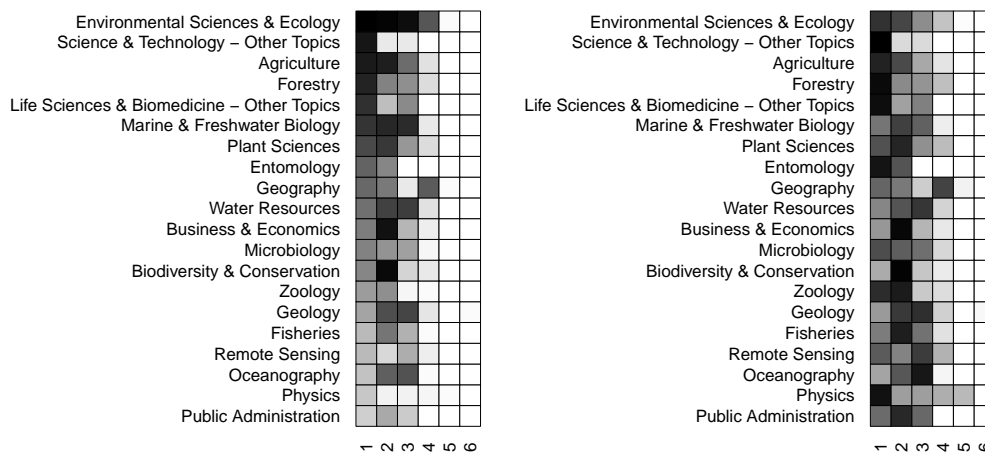 Environmental Sciences & Ecology
Science & Technology – Other Topics
Agriculture
Forestry
Life Sciences & Biomedicine – Other Topics
Marine & Freshwater Biology
Plant Sciences
Entomology
Geography
Water Resources
Business & Economics
Microbiology
Biodiversity & Conservation
Zoology
Geology
Fisheries
Remote Sensing
Oceanography
Physics
Public Administration
1 2 3 4 5 6
Environmental Sciences & Ecology
Science & Technology – Other Topics
Agriculture
Forestry
Life Sciences & Biomedicine – Other Topics
Marine & Freshwater Biology
Plant Sciences
Entomology
Geography
Water Resources
Business & Economics
Microbiology
Biodiversity & Conservation
Zoology
Geology
Fisheries
Remote Sensing
Oceanography
Physics
Public Administration
1 2 3 4 5 6